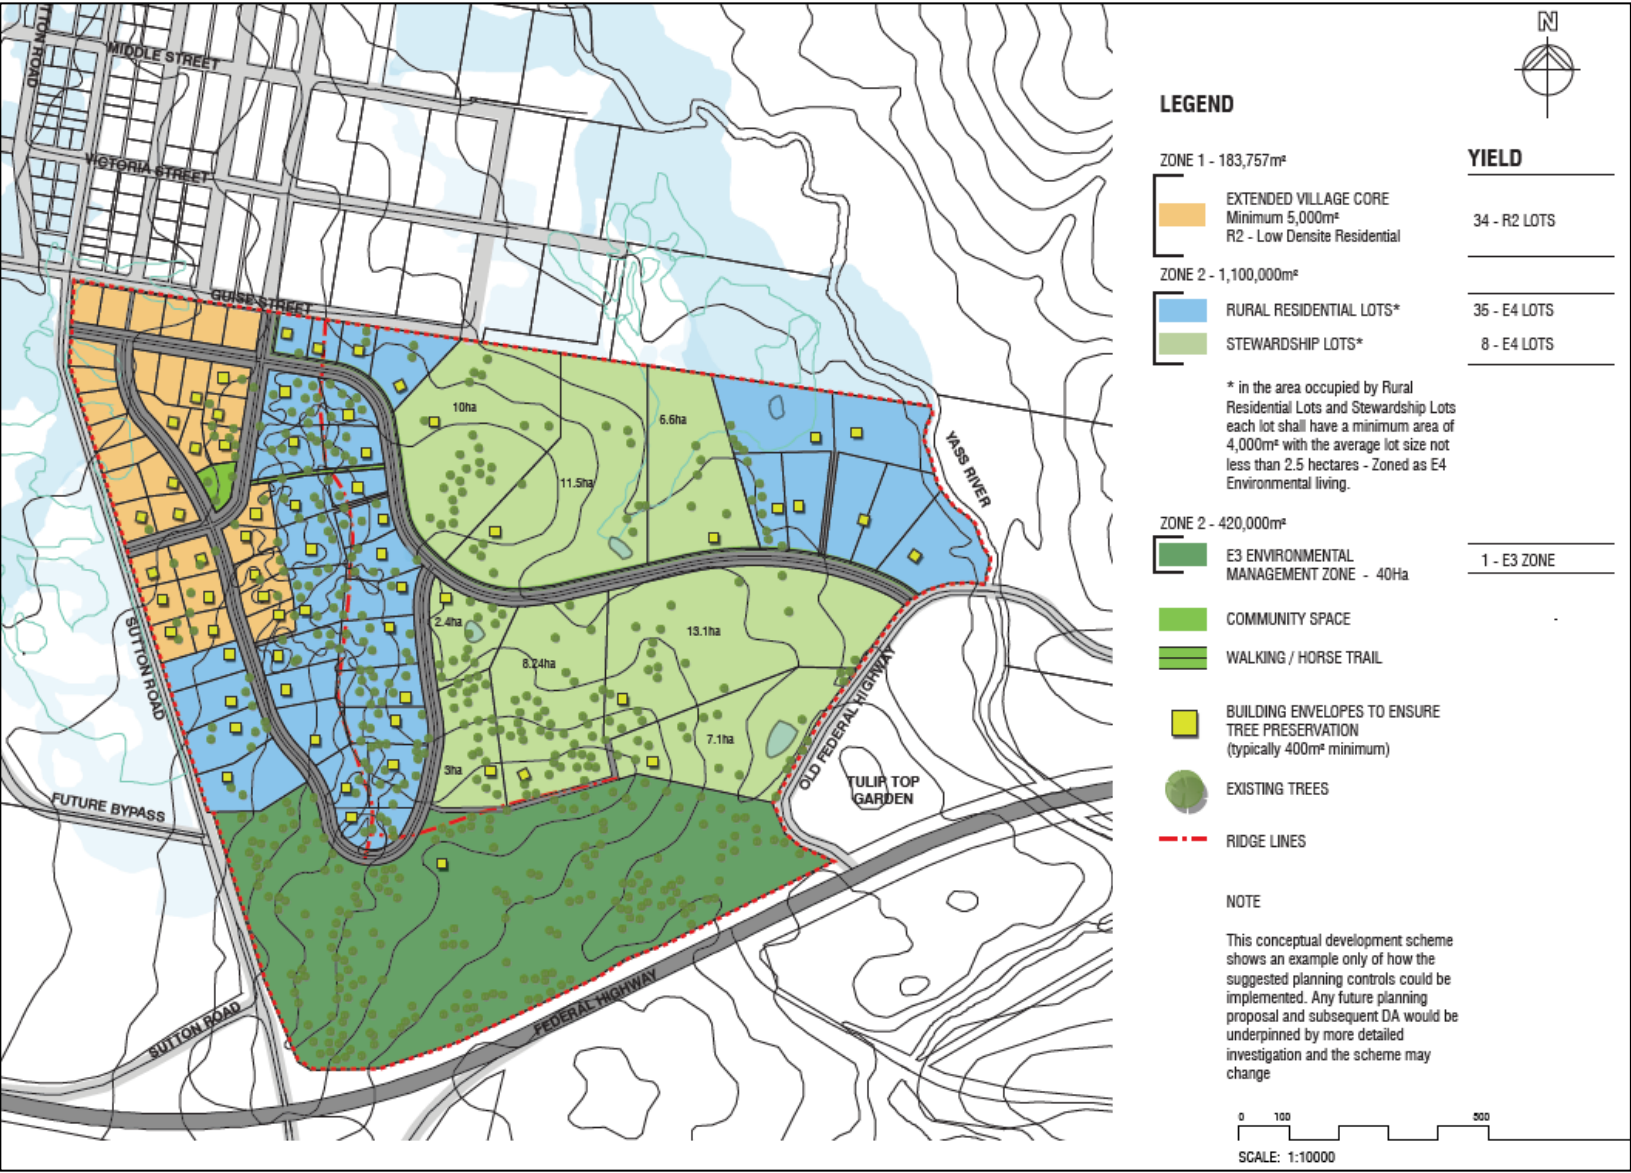 SUTTON ROAD
MIDDLE STREET
VICTORIA STREET
GUISE STREET
10ha
6.6ha
11.5ha
YASS RIVER
2.4ha
13.1ha
8.24ha
SUTTON ROAD
7.1ha
3ha
OLD FEDERAL HIGHWAY
TULIP TOP
GARDEN
FUTURE BYPASS
FEDERAL HIGHWAY
SUTTON ROAD
N
LEGEND
ZONE 1 - 183,757m²
YIELD
EXTENDED VILLAGE CORE
Minimum 5,000m²
R2 - Low Densite Residential
34 - R2 LOTS
ZONE 2 - 1,100,000m²
RURAL RESIDENTIAL LOTS*
35 - E4 LOTS
STEWARDSHIP LOTS*
8 - E4 LOTS
* in the area occupied by Rural
Residential Lots and Stewardship Lots
each lot shall have a minimum area of
4,000m² with the average lot size not
less than 2.5 hectares - Zoned as E4
Environmental living.
ZONE 2 - 420,000m²
E3 ENVIRONMENTAL
MANAGEMENT ZONE - 40Ha
1 - E3 ZONE
COMMUNITY SPACE
-
WALKING / HORSE TRAIL
BUILDING ENVELOPES TO ENSURE
TREE PRESERVATION
(typically 400m² minimum)
EXISTING TREES
RIDGE LINES
NOTE
This conceptual development scheme
shows an example only of how the
suggested planning controls could be
implemented. Any future planning
proposal and subsequent DA would be
underpinned by more detailed
investigation and the scheme may
change
0 100 500
SCALE: 1:10000